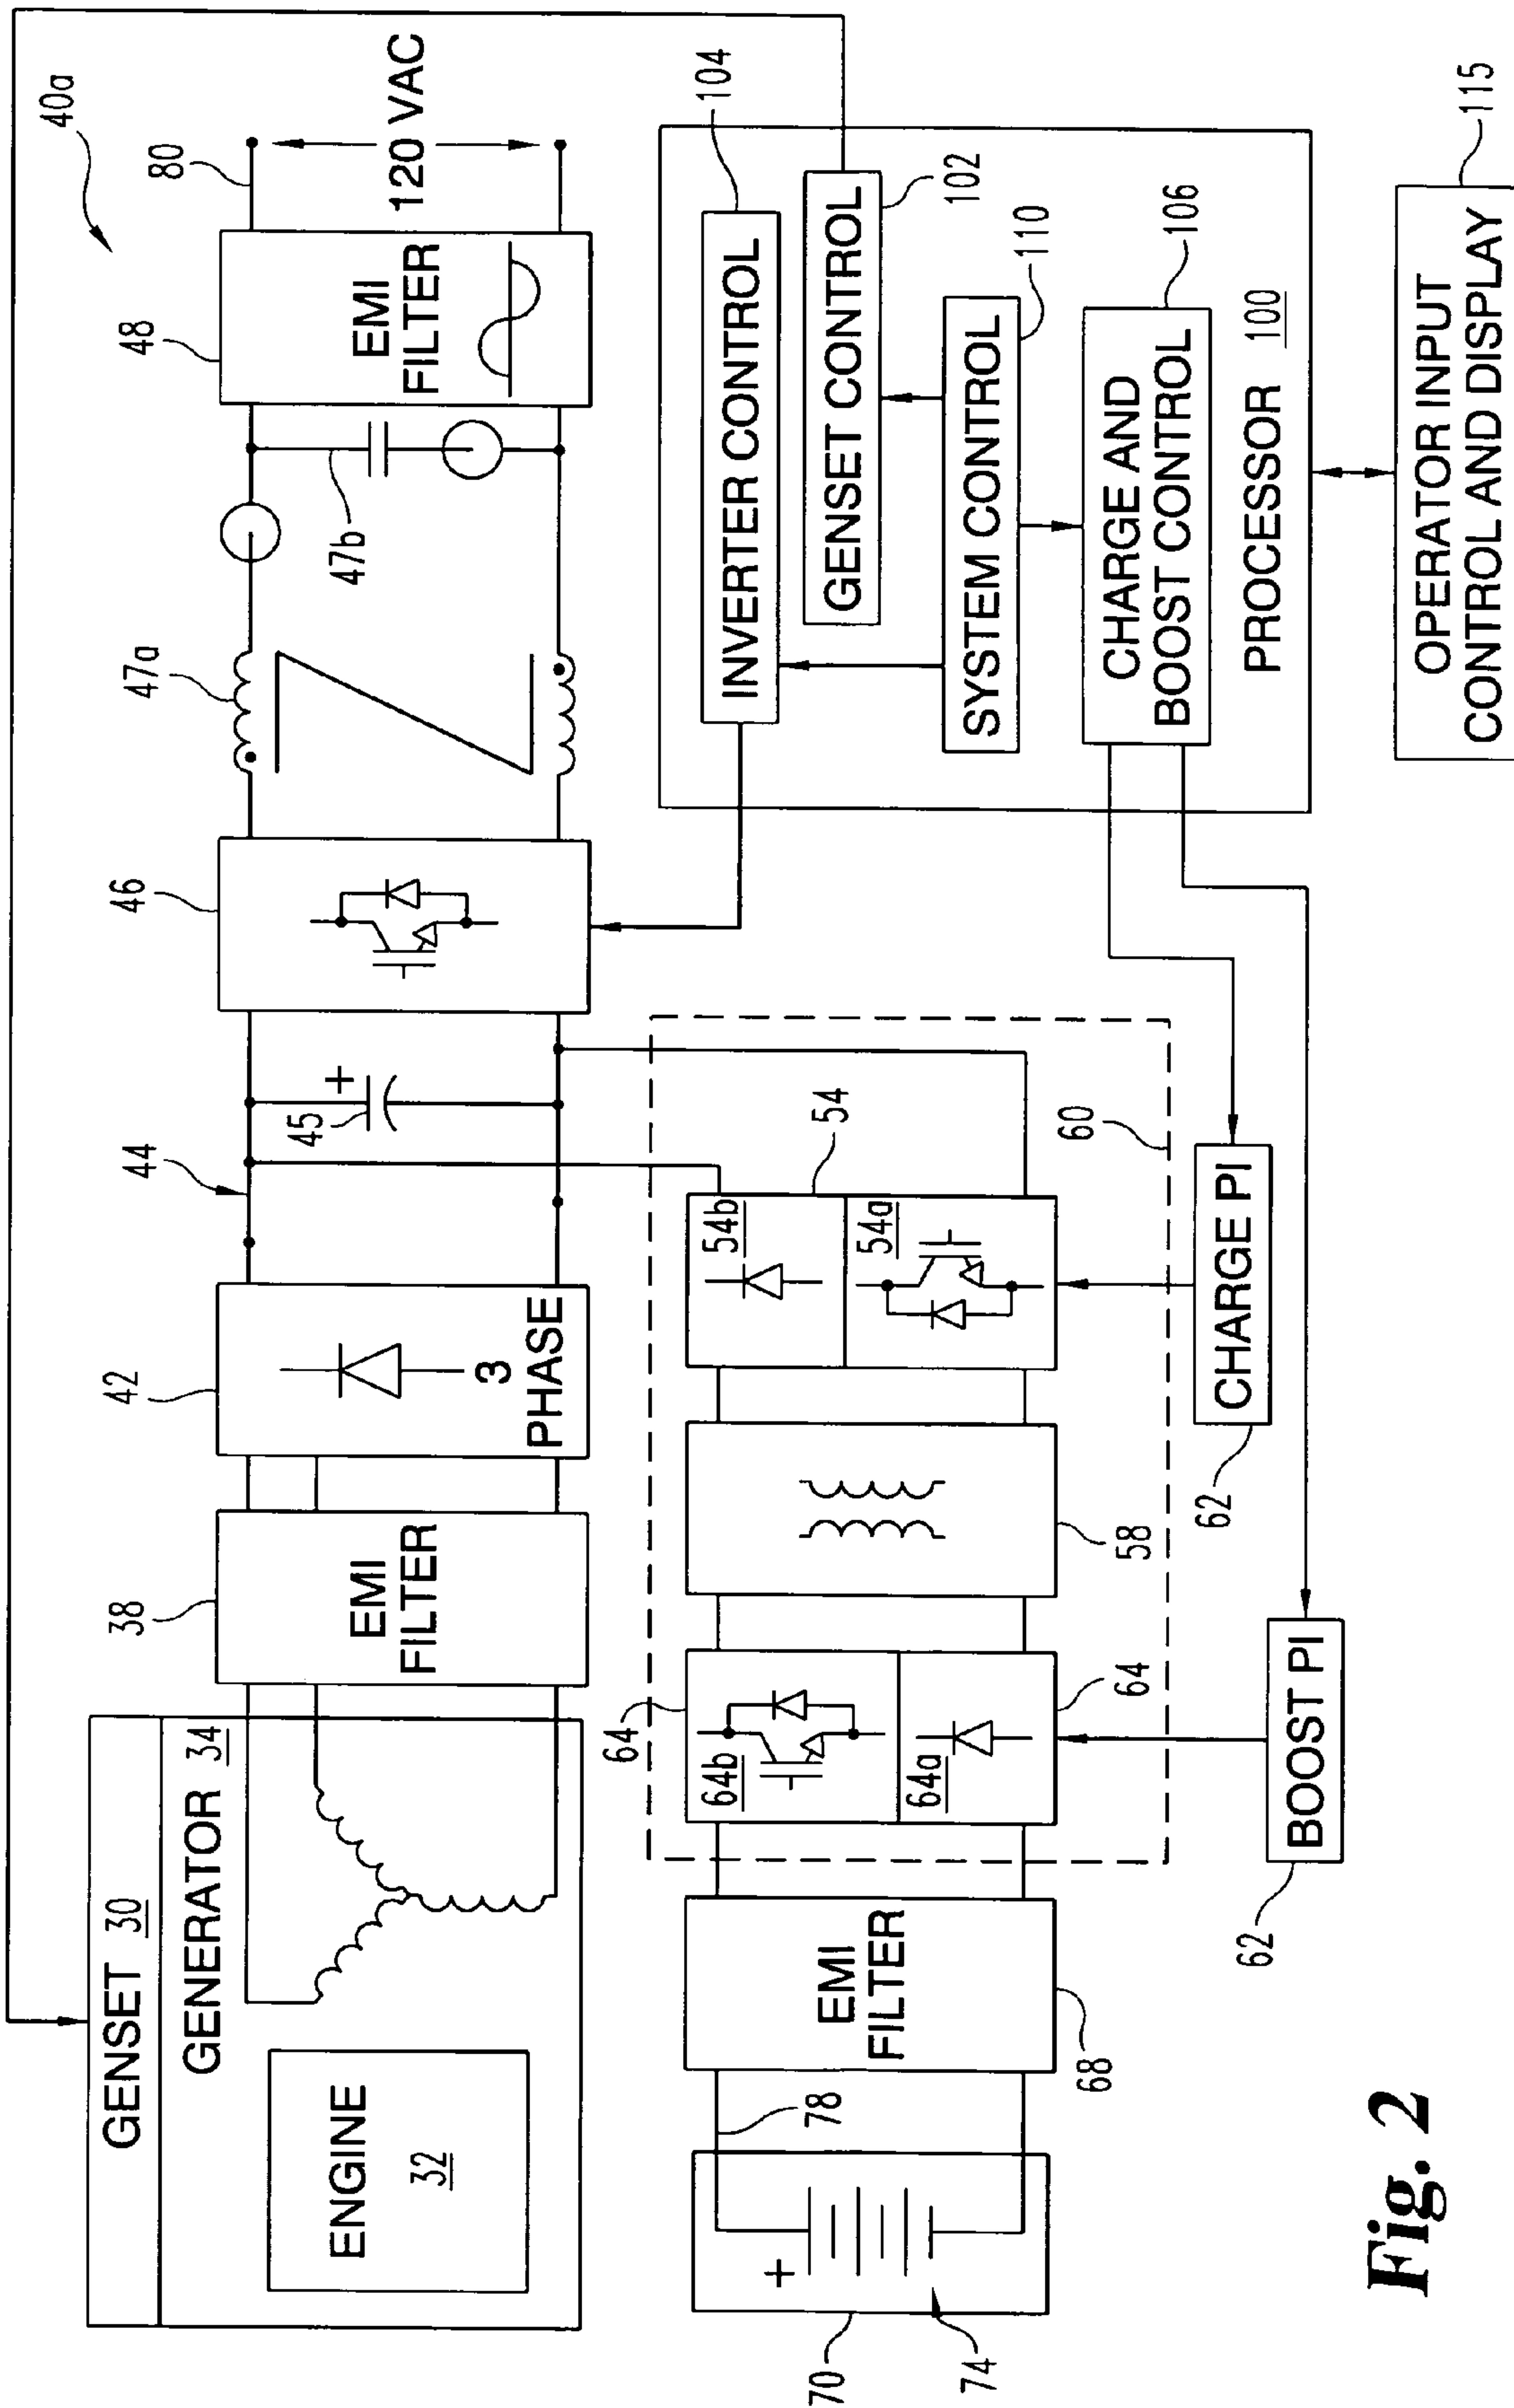 40a
GENSET 30
GENERATOR 34
ENGINE
32
38
EMI
FILTER
42
3
PHASE
44
45
+
46
47a
47b
48
EMI
FILTER
80
120 VAC
70
74
+
78
68
EMI
FILTER
64
64b
64a
64
58
60
54
54b
54a
62
BOOST PI
62
CHARGE PI
104
INVERTER CONTROL
GENSET CONTROL
102
SYSTEM CONTROL
110
CHARGE AND
BOOST CONTROL
106
PROCESSOR 100
OPERATOR INPUT
CONTROL AND DISPLAY
115
Fig. 2